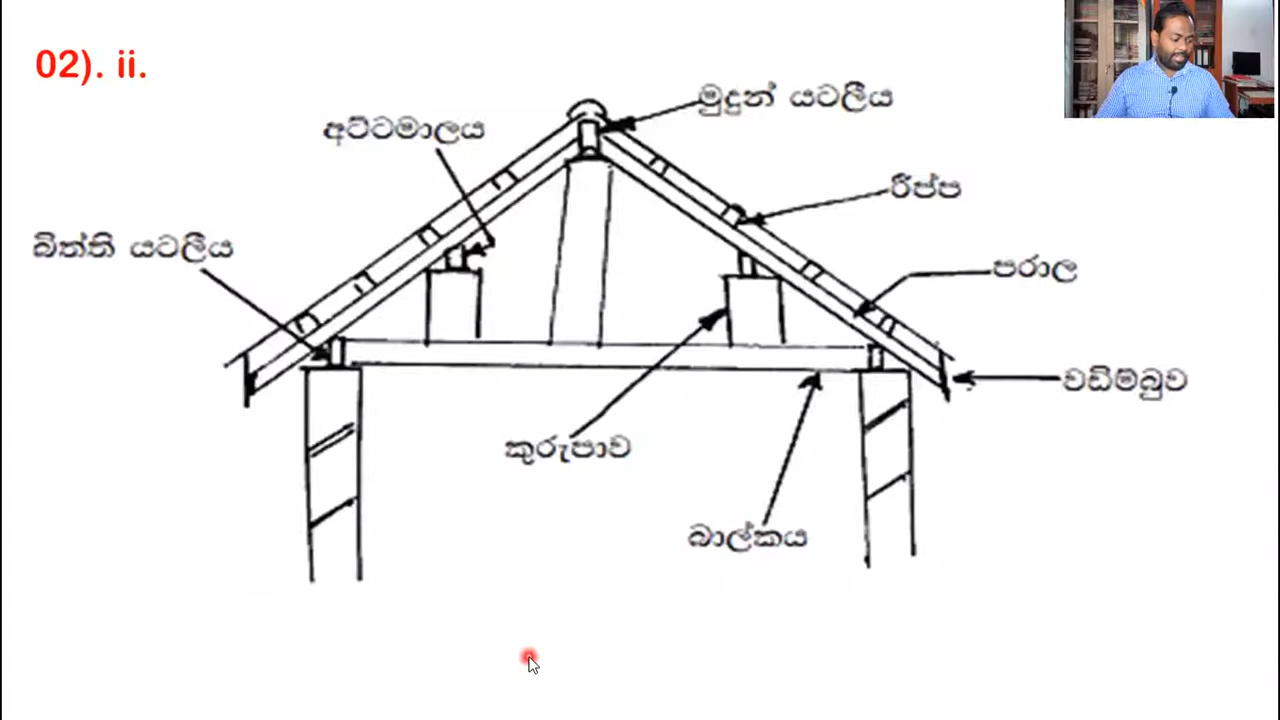 02). ii.
මුදුන් යටලීය
අට්ටමාලය
රීප්ප
බිත්ති යටලීය
පරාල
වඩිම්බුව
කුරුපාව
බාල්කය